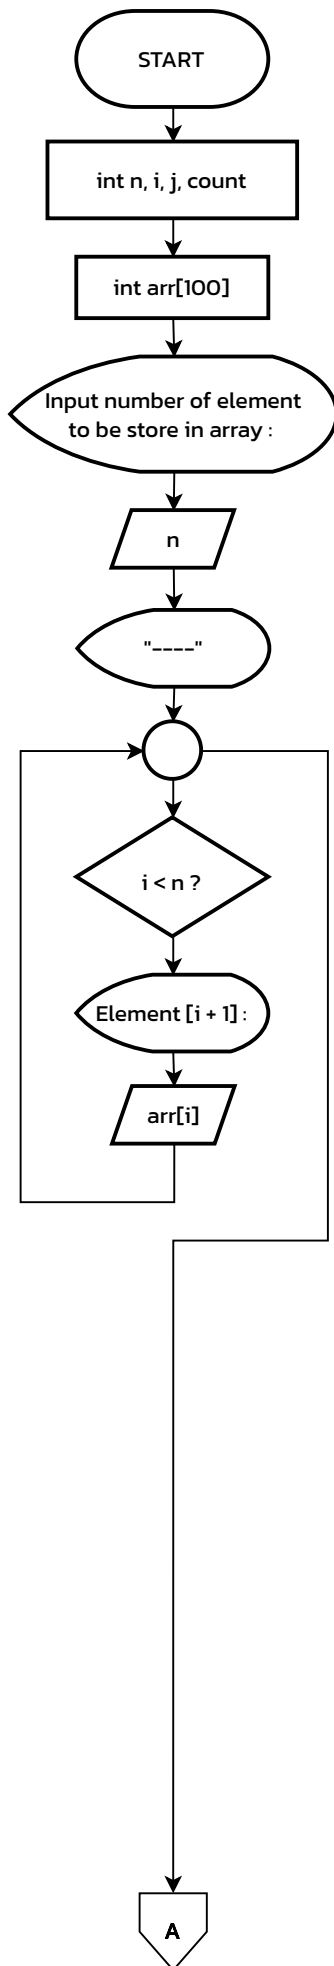 START
int n, i, j, count
int arr[100]
Input number of element
to be store in array :
n
"----"
i < n ?
Element [i + 1] :
arr[i]
A